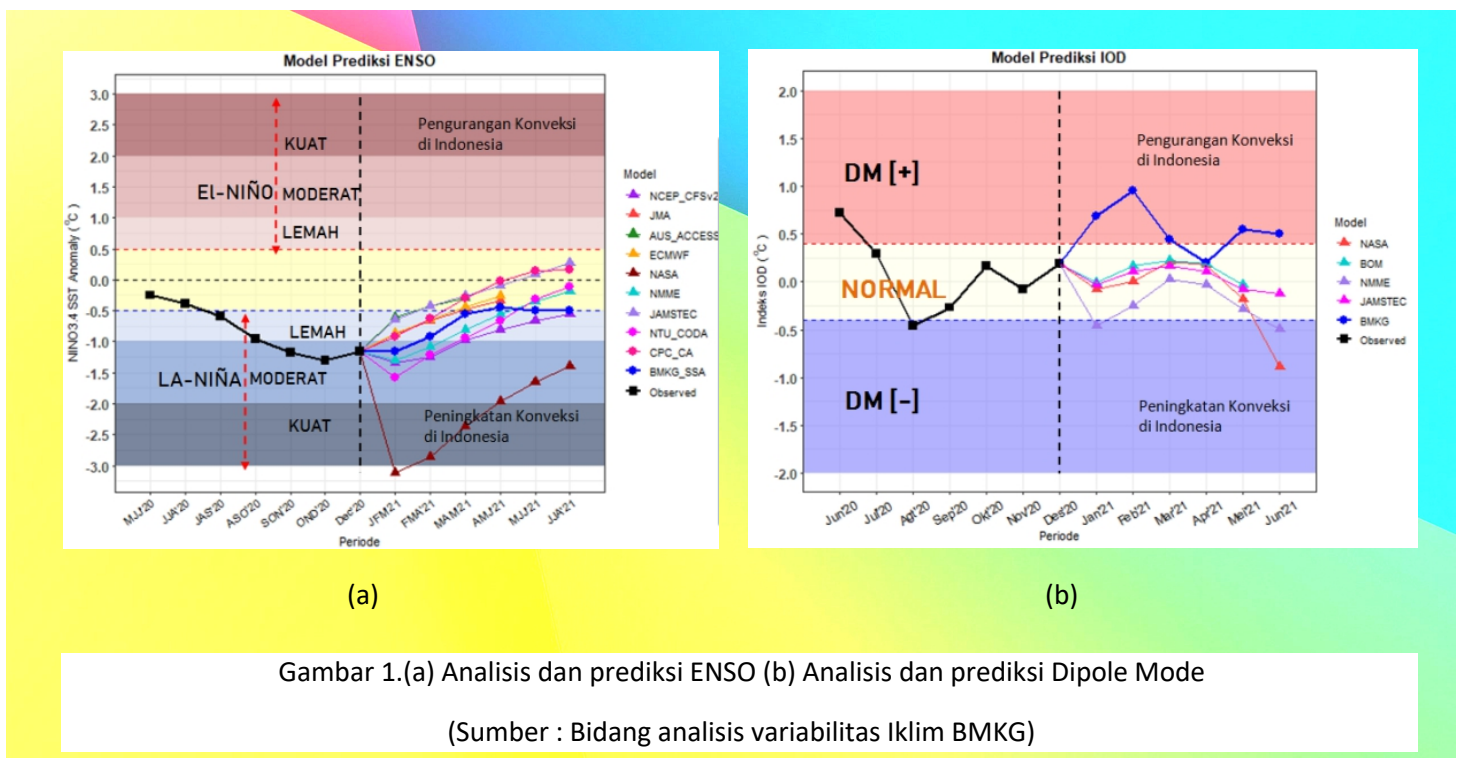 Model Prediksi ENSO
3.0
2.5
2.0
1.5
1.0
0.5
0.0
-0.5
-1.0
-1.5
-2.0
-2.5
-3.0
NINO3.4 SST Anomaly (°C )
KUAT
El-NIÑO MODERAT
LEMAH
LEMAH
LA-NIÑA MODERAT
KUAT
Pengurangan Konveksi
di Indonesia
Peningkatan Konveksi
di Indonesia
MJJ'20
JJA'20
JAS'20
ASO'20
SON'20
OND'20
Des'20
JFM'21
FMA'21
MAM'21
AMJ'21
MJJ'21
JJA'21
Periode
Model
NCEP_CFSv2
JMA
AUS_ACCESS
ECMWF
NASA
NMME
JAMSTEC
NTU_CODA
CPC_CA
BMKG_SSA
Observed
(a)
Model Prediksi IOD
2.0
1.5
1.0
0.5
0.0
-0.5
-1.0
-1.5
-2.0
Indeks IOD (°C )
DM [+]
NORMAL
DM [-]
Pengurangan Konveksi
di Indonesia
Peningkatan Konveksi
di Indonesia
Jun'20
Jul'20
Agt'20
Sep'20
Okt'20
Nov'20
Des'20
Jan'21
Feb'21
Mar'21
Apr'21
Mei'21
Jun'21
Periode
Model
NASA
BOM
NMME
JAMSTEC
BMKG
Observed
(b)
Gambar 1.(a) Analisis dan prediksi ENSO (b) Analisis dan prediksi Dipole Mode
(Sumber : Bidang analisis variabilitas Iklim BMKG)